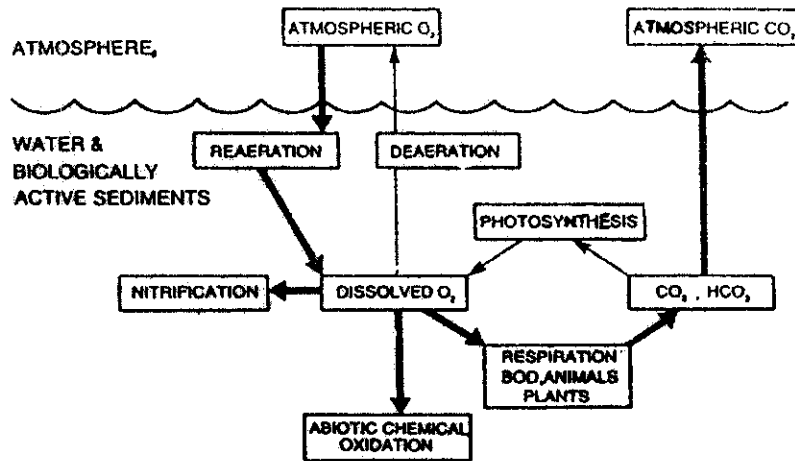 ATMOSPHERIC O₂
ATMOSPHERIC CO₂
ATMOSPHERE
WATER &
BIOLOGICALLY
ACTIVE SEDIMENTS
REAERATION
DEAERATION
PHOTOSYNTHESIS
NITRIFICATION
DISSOLVED O₂
CO₂ , HCO₃
RESPIRATION
BOD,ANIMALS
PLANTS
ABIOTIC CHEMICAL
OXIDATION